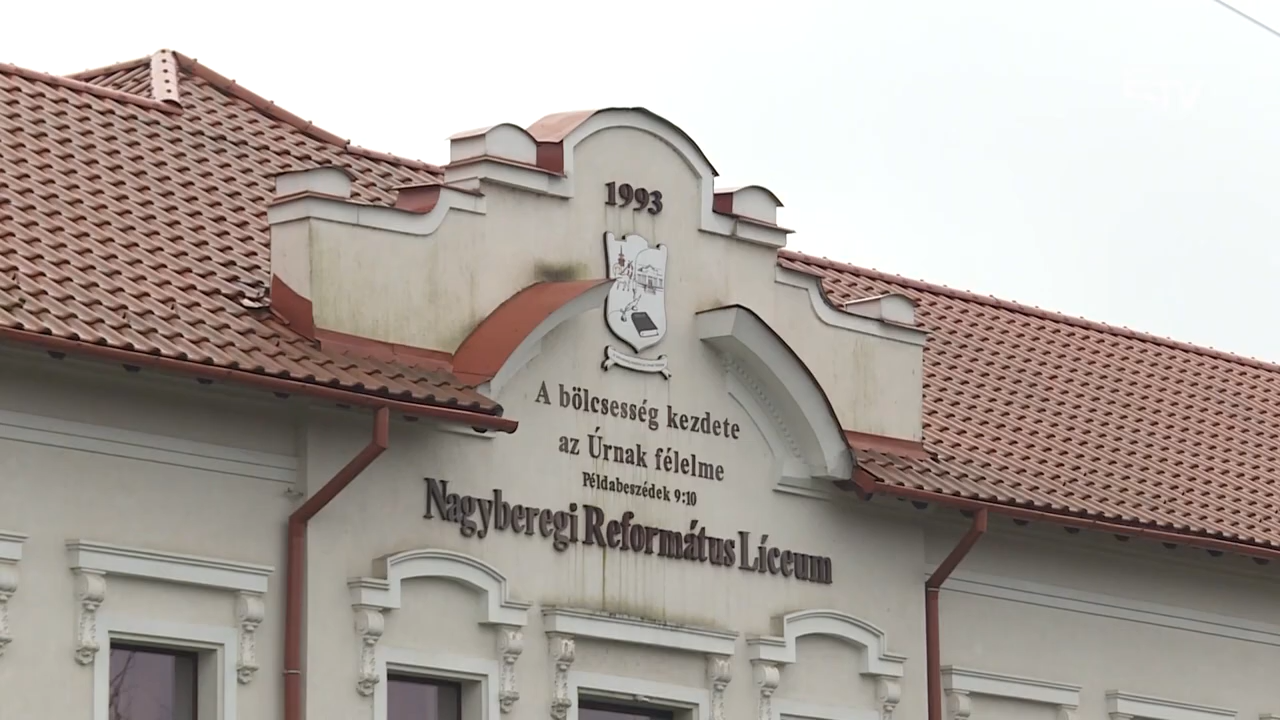 1993
A bölcsesség kezdete
az Úrnak félelme
Példabeszédek 9:10
Nagyberegi Református Líceum